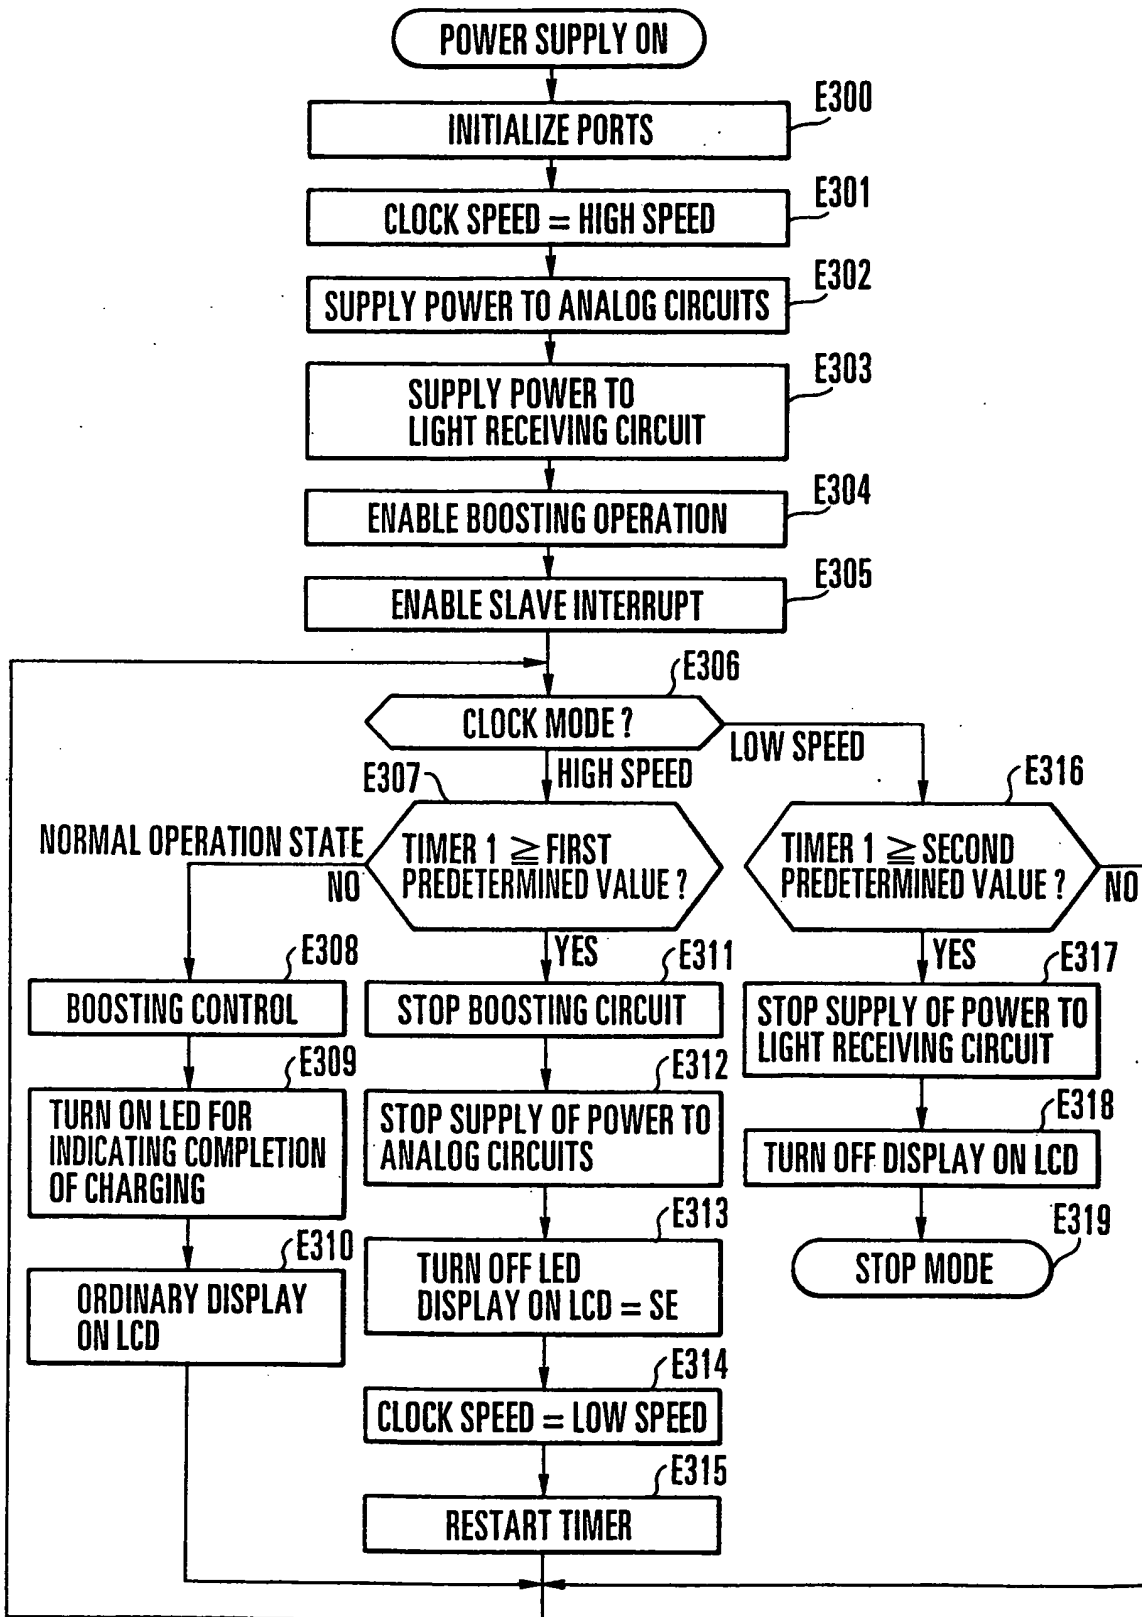 POWER SUPPLY ON
E300
INITIALIZE PORTS
E301
CLOCK SPEED = HIGH SPEED
E302
SUPPLY POWER TO ANALOG CIRCUITS
E303
SUPPLY POWER TO
LIGHT RECEIVING CIRCUIT
E304
ENABLE BOOSTING OPERATION
E305
ENABLE SLAVE INTERRUPT
E306
CLOCK MODE ?
LOW SPEED
HIGH SPEED
E307
TIMER 1 ≧ FIRST
PREDETERMINED VALUE ?
NORMAL OPERATION STATE
NO
YES
E316
TIMER 1 ≧ SECOND
PREDETERMINED VALUE ?
NO
YES
E308
BOOSTING CONTROL
E309
TURN ON LED FOR
INDICATING COMPLETION
OF CHARGING
E310
ORDINARY DISPLAY
ON LCD
E311
STOP BOOSTING CIRCUIT
E312
STOP SUPPLY OF POWER TO
ANALOG CIRCUITS
E313
TURN OFF LED
DISPLAY ON LCD = SE
E314
CLOCK SPEED = LOW SPEED
E315
RESTART TIMER
E317
STOP SUPPLY OF POWER TO
LIGHT RECEIVING CIRCUIT
E318
TURN OFF DISPLAY ON LCD
E319
STOP MODE